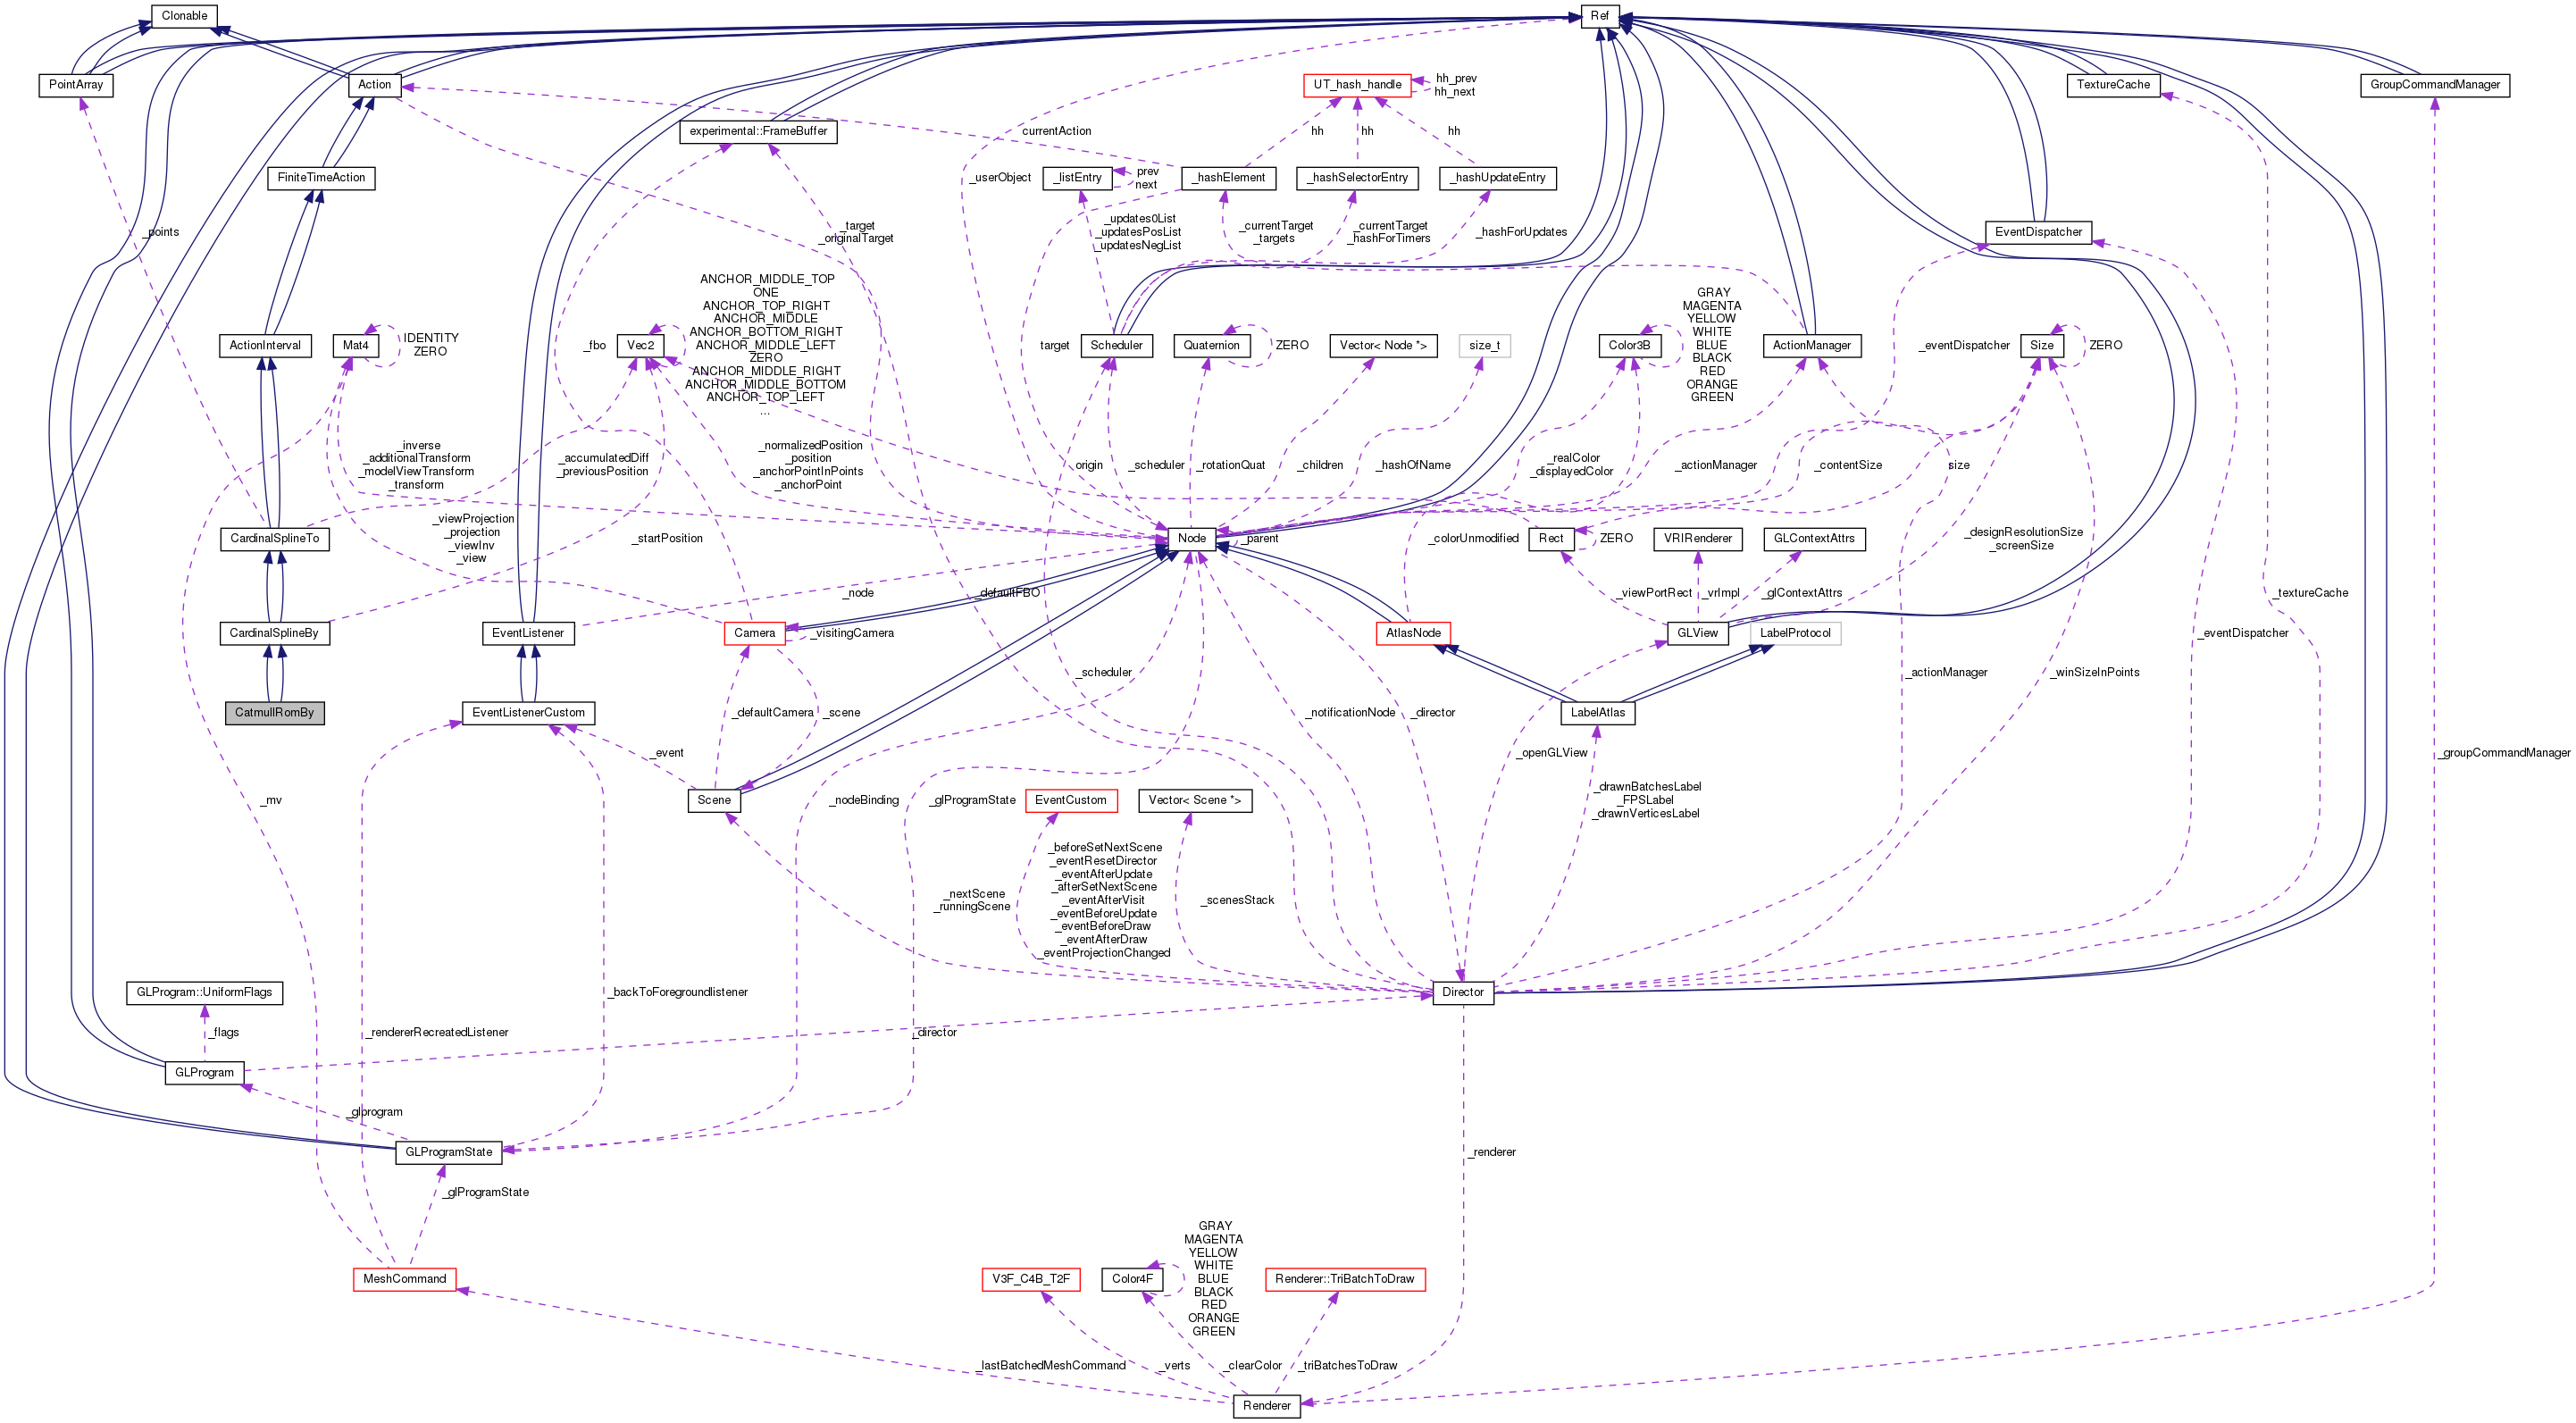 Clonable
Ref
PointArray
Action
UT_hash_handle
hh_prev
hh_next
TextureCache
GroupCommandManager
experimental::FrameBuffer
currentAction
hh
hh
hh
FiniteTimeAction
_userObject
_listEntry
prev
next
_hashElement
_hashSelectorEntry
_hashUpdateEntry
_points
_target
_originalTarget
_updates0List
_updatesPosList
_updatesNegList
_currentTarget
_targets
_currentTarget
_hashForTimers
_hashForUpdates
EventDispatcher
ANCHOR_MIDDLE_TOP
ONE
ANCHOR_TOP_RIGHT
ANCHOR_MIDDLE
ANCHOR_BOTTOM_RIGHT
ANCHOR_MIDDLE_LEFT
ZERO
ANCHOR_MIDDLE_RIGHT
ANCHOR_MIDDLE_BOTTOM
ANCHOR_TOP_LEFT
...
GRAY
MAGENTA
YELLOW
WHITE
BLUE
BLACK
RED
ORANGE
GREEN
ActionInterval
Mat4
IDENTITY
ZERO
_fbo
Vec2
target
Scheduler
Quaternion
ZERO
Vector< Node *>
size_t
Color3B
ActionManager
_eventDispatcher
Size
ZERO
_inverse
_additionalTransform
_modelViewTransform
_transform
_accumulatedDiff
_previousPosition
_normalizedPosition
_position
_anchorPointInPoints
_anchorPoint
origin
_scheduler
_rotationQuat
_children
_hashOfName
_realColor
_displayedColor
_actionManager
_contentSize
size
CardinalSplineTo
_viewProjection
_projection
_viewInv
_view
_startPosition
Node
_parent
_colorUnmodified
Rect
ZERO
VRIRenderer
GLContextAttrs
_designResolutionSize
_screenSize
_node
_defaultFBO
_viewPortRect
_vrImpl
_glContextAttrs
_textureCache
CardinalSplineBy
EventListener
Camera
_visitingCamera
AtlasNode
GLView
LabelProtocol
_eventDispatcher
_scheduler
_actionManager
_winSizeInPoints
CatmullRomBy
EventListenerCustom
_defaultCamera
_scene
_notificationNode
_director
LabelAtlas
_event
_openGLView
_groupCommandManager
_mv
Scene
_nodeBinding
_glProgramState
EventCustom
Vector< Scene *>
_drawnBatchesLabel
_FPSLabel
_drawnVerticesLabel
_nextScene
_runningScene
_beforeSetNextScene
_eventResetDirector
_eventAfterUpdate
_afterSetNextScene
_eventAfterVisit
_eventBeforeUpdate
_eventBeforeDraw
_eventAfterDraw
_eventProjectionChanged
_scenesStack
GLProgram::UniformFlags
_backToForegroundlistener
Director
_flags
_rendererRecreatedListener
_director
GLProgram
_glprogram
GLProgramState
_renderer
_glProgramState
GRAY
MAGENTA
YELLOW
WHITE
BLUE
BLACK
RED
ORANGE
GREEN
MeshCommand
V3F_C4B_T2F
Color4F
Renderer::TriBatchToDraw
_lastBatchedMeshCommand
_verts
_clearColor
_triBatchesToDraw
Renderer